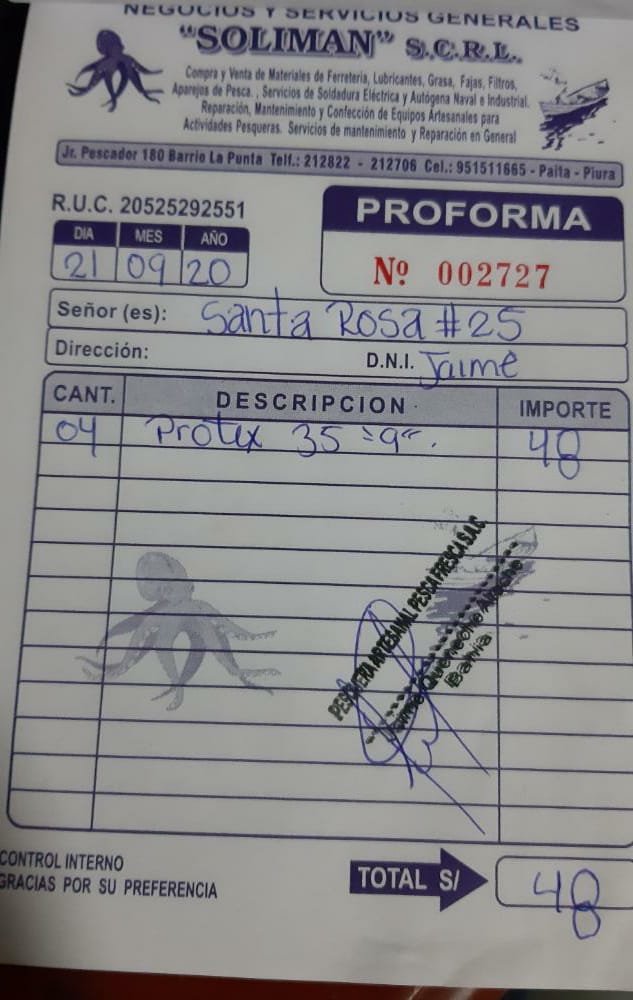 NEGOCIOS Y SERVICIOS GENERALES
"SOLIMAN" S.C.R.L.
Compra y Venta de Materiales de Ferretería, Lubricantes, Grasa, Fajas, Filtros,
Aparejos de Pesca. , Servicios de Soldadura Eléctrica y Autógena Naval e Industrial.
Reparación, Mantenimiento y Confección de Equipos Artesanales para
Actividades Pesqueras. Servicios de mantenimiento y Reparación en General
Jr. Pescador 180 Barrio La Punta Telf.: 212822 - 212706 Cel.: 951511665 - Paita - Piura
R.U.C. 20525292551
PROFORMA
DIA MES AÑO
21 09 20
Nº 002727
Señor (es): Santa Rosa #25
Dirección: D.N.I. Jaime
CANT. DESCRIPCION IMPORTE
04 35 48
PESQUERA ARTESANAL PESCA FRESCA S.A.C.
Bahía
CONTROL INTERNO
GRACIAS POR SU PREFERENCIA
TOTAL S/ 48